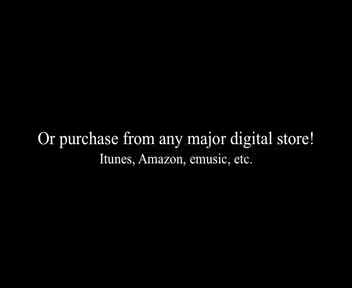 Or purchase from any major digital store!
Itunes, Amazon, emusic, etc.